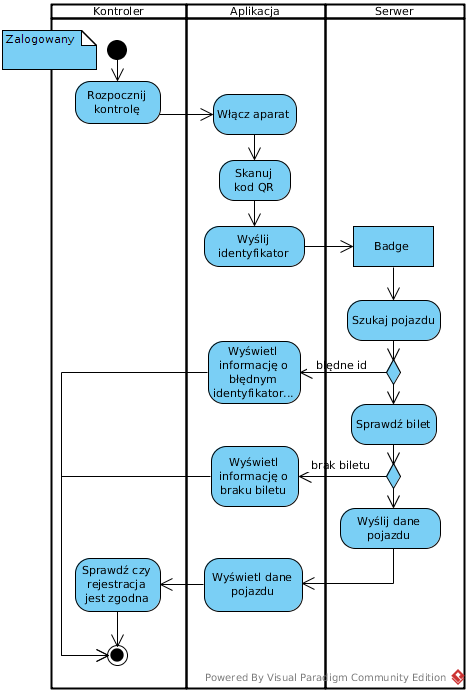 Kontroler
Aplikacja
Serwer
Zalogowany
Rozpocznij
kontrolę
Włącz aparat
Skanuj
kod QR
Wyślij
identyfikator
Badge
Szukaj pojazdu
błędne id
Wyświetl
informację o
błędnym
identyfikator...
Sprawdź bilet
brak biletu
Wyświetl
informację o
braku biletu
Wyślij dane
pojazdu
Wyświetl dane
pojazdu
Sprawdź czy
rejestracja
jest zgodna
Powered By Visual Paradigm Community Edition